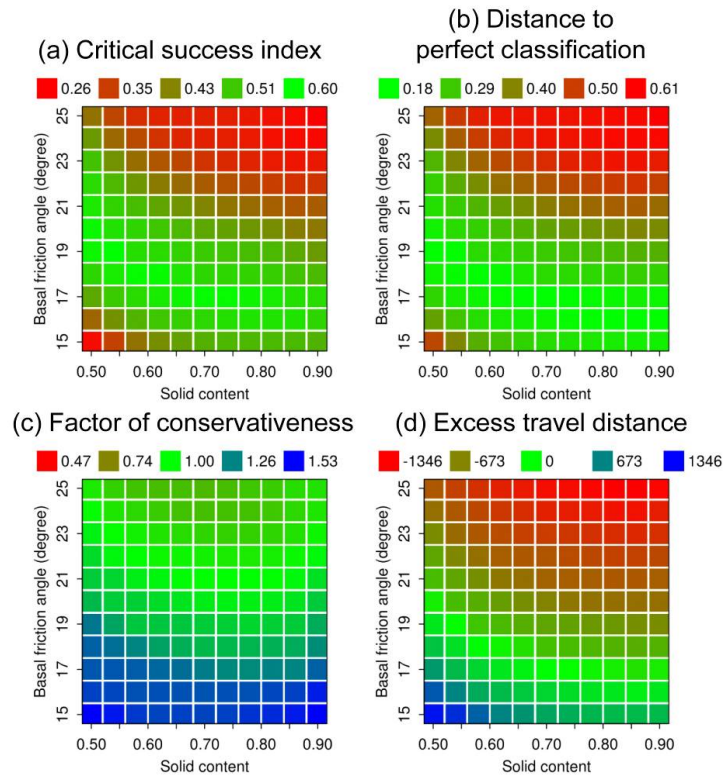 (a) Critical success index
0.26 0.35 0.43 0.51 0.60
Basal friction angle (degree)
25
23
21
19
17
15
0.50 0.60 0.70 0.80 0.90
Solid content
(b) Distance to
perfect classification
0.18 0.29 0.40 0.50 0.61
Basal friction angle (degree)
25
23
21
19
17
15
0.50 0.60 0.70 0.80 0.90
Solid content
(c) Factor of conservativeness
0.47 0.74 1.00 1.26 1.53
Basal friction angle (degree)
25
23
21
19
17
15
0.50 0.60 0.70 0.80 0.90
Solid content
(d) Excess travel distance
-1346 -673 0 673 1346
Basal friction angle (degree)
25
23
21
19
17
15
0.50 0.60 0.70 0.80 0.90
Solid content